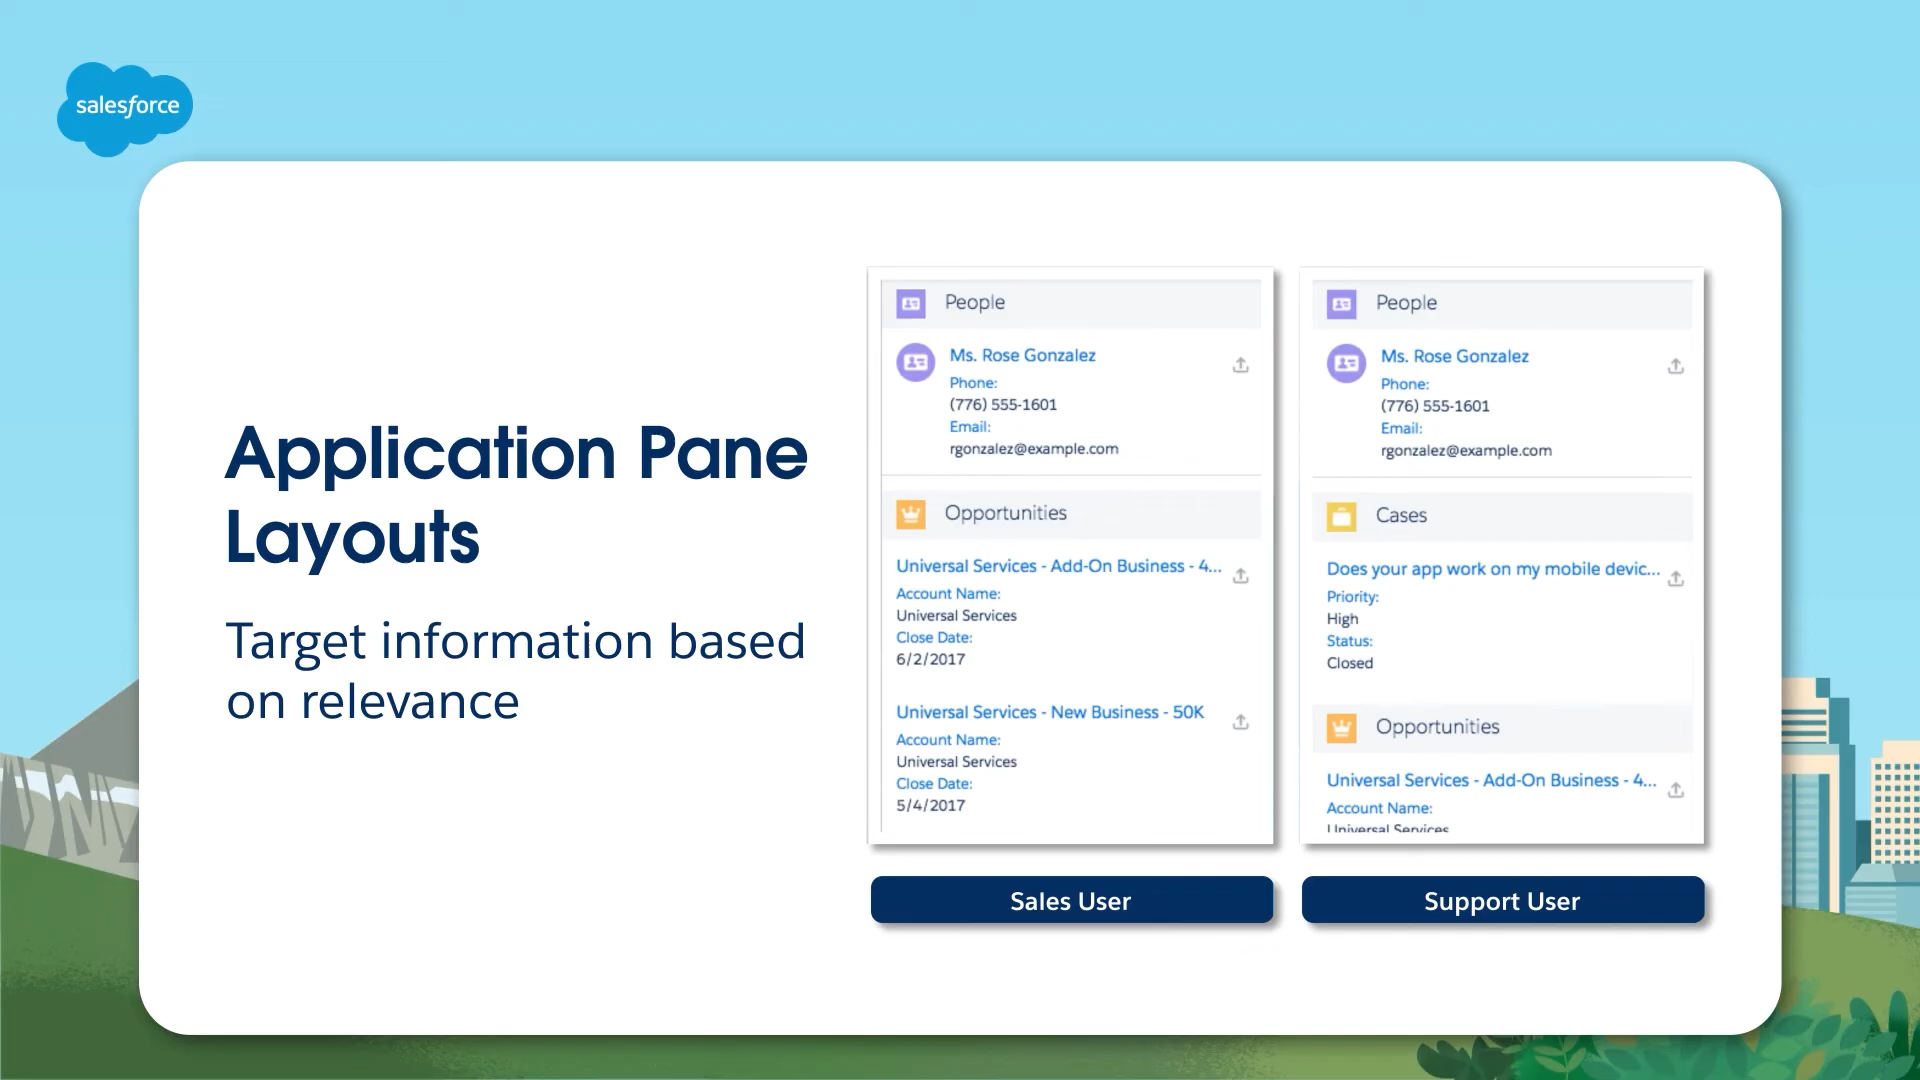 salesforce
Application Pane
Layouts
Target information based
on relevance
People
Ms. Rose Gonzalez
Phone:
(776) 555-1601
Email:
rgonzalez@example.com
Opportunities
Universal Services - Add-On Business - 4...
Account Name:
Universal Services
Close Date:
6/2/2017
Universal Services - New Business - 50K
Account Name:
Universal Services
Close Date:
5/4/2017
Sales User
People
Ms. Rose Gonzalez
Phone:
(776) 555-1601
Email:
rgonzalez@example.com
Cases
Does your app work on my mobile devic...
Priority:
High
Status:
Closed
Opportunities
Universal Services - Add-On Business - 4...
Account Name:
Universal Services
Support User